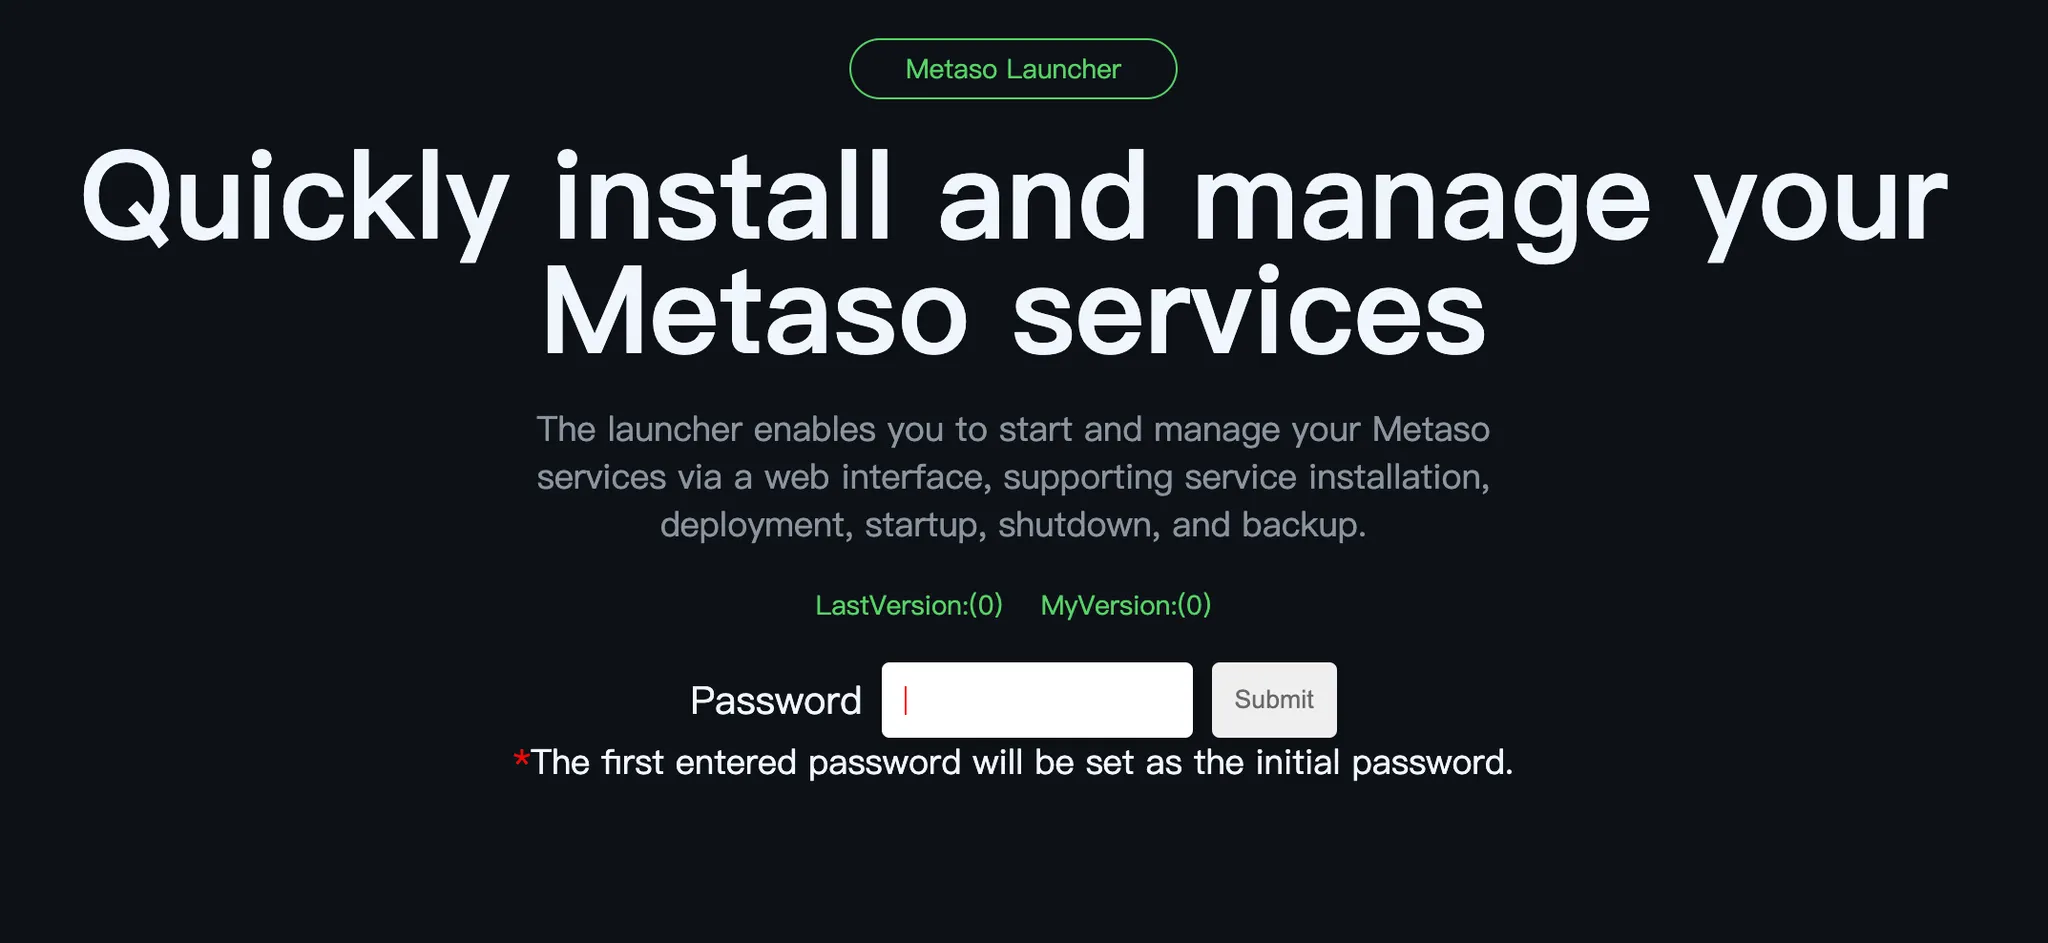 Metaso Launcher
Quickly install and manage your
Metaso services
The launcher enables you to start and manage your Metaso
services via a web interface, supporting service installation,
deployment, startup, shutdown, and backup.
LastVersion:(0) MyVersion:(0)
Password Submit
*The first entered password will be set as the initial password.